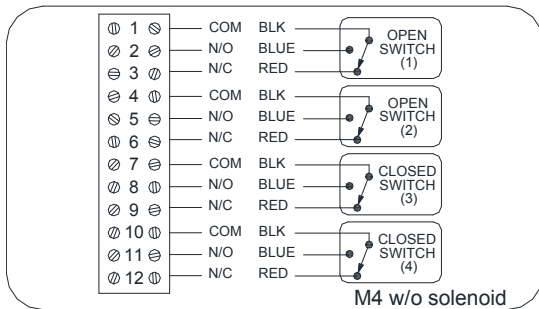 1 COM BLK
2 N/O BLUE
3 N/C RED
OPEN
SWITCH
(1)
4 COM BLK
5 N/O BLUE
6 N/C RED
OPEN
SWITCH
(2)
7 COM BLK
8 N/O BLUE
9 N/C RED
CLOSED
SWITCH
(3)
10 COM BLK
11 N/O BLUE
12 N/C RED
CLOSED
SWITCH
(4)
M4 w/o solenoid